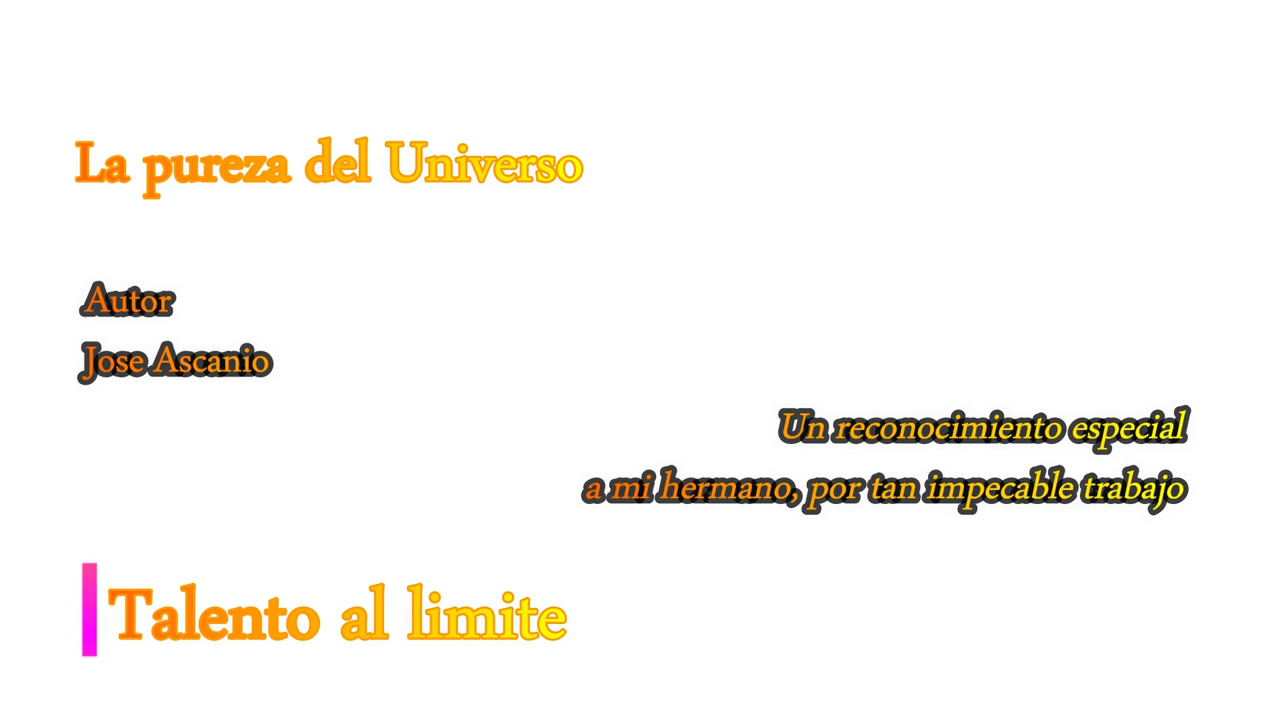 La pureza del Universo
Autor
Jose Ascanio
Un reconocimiento especial
a mi hermano, por tan impecable trabajo
Talento al limite